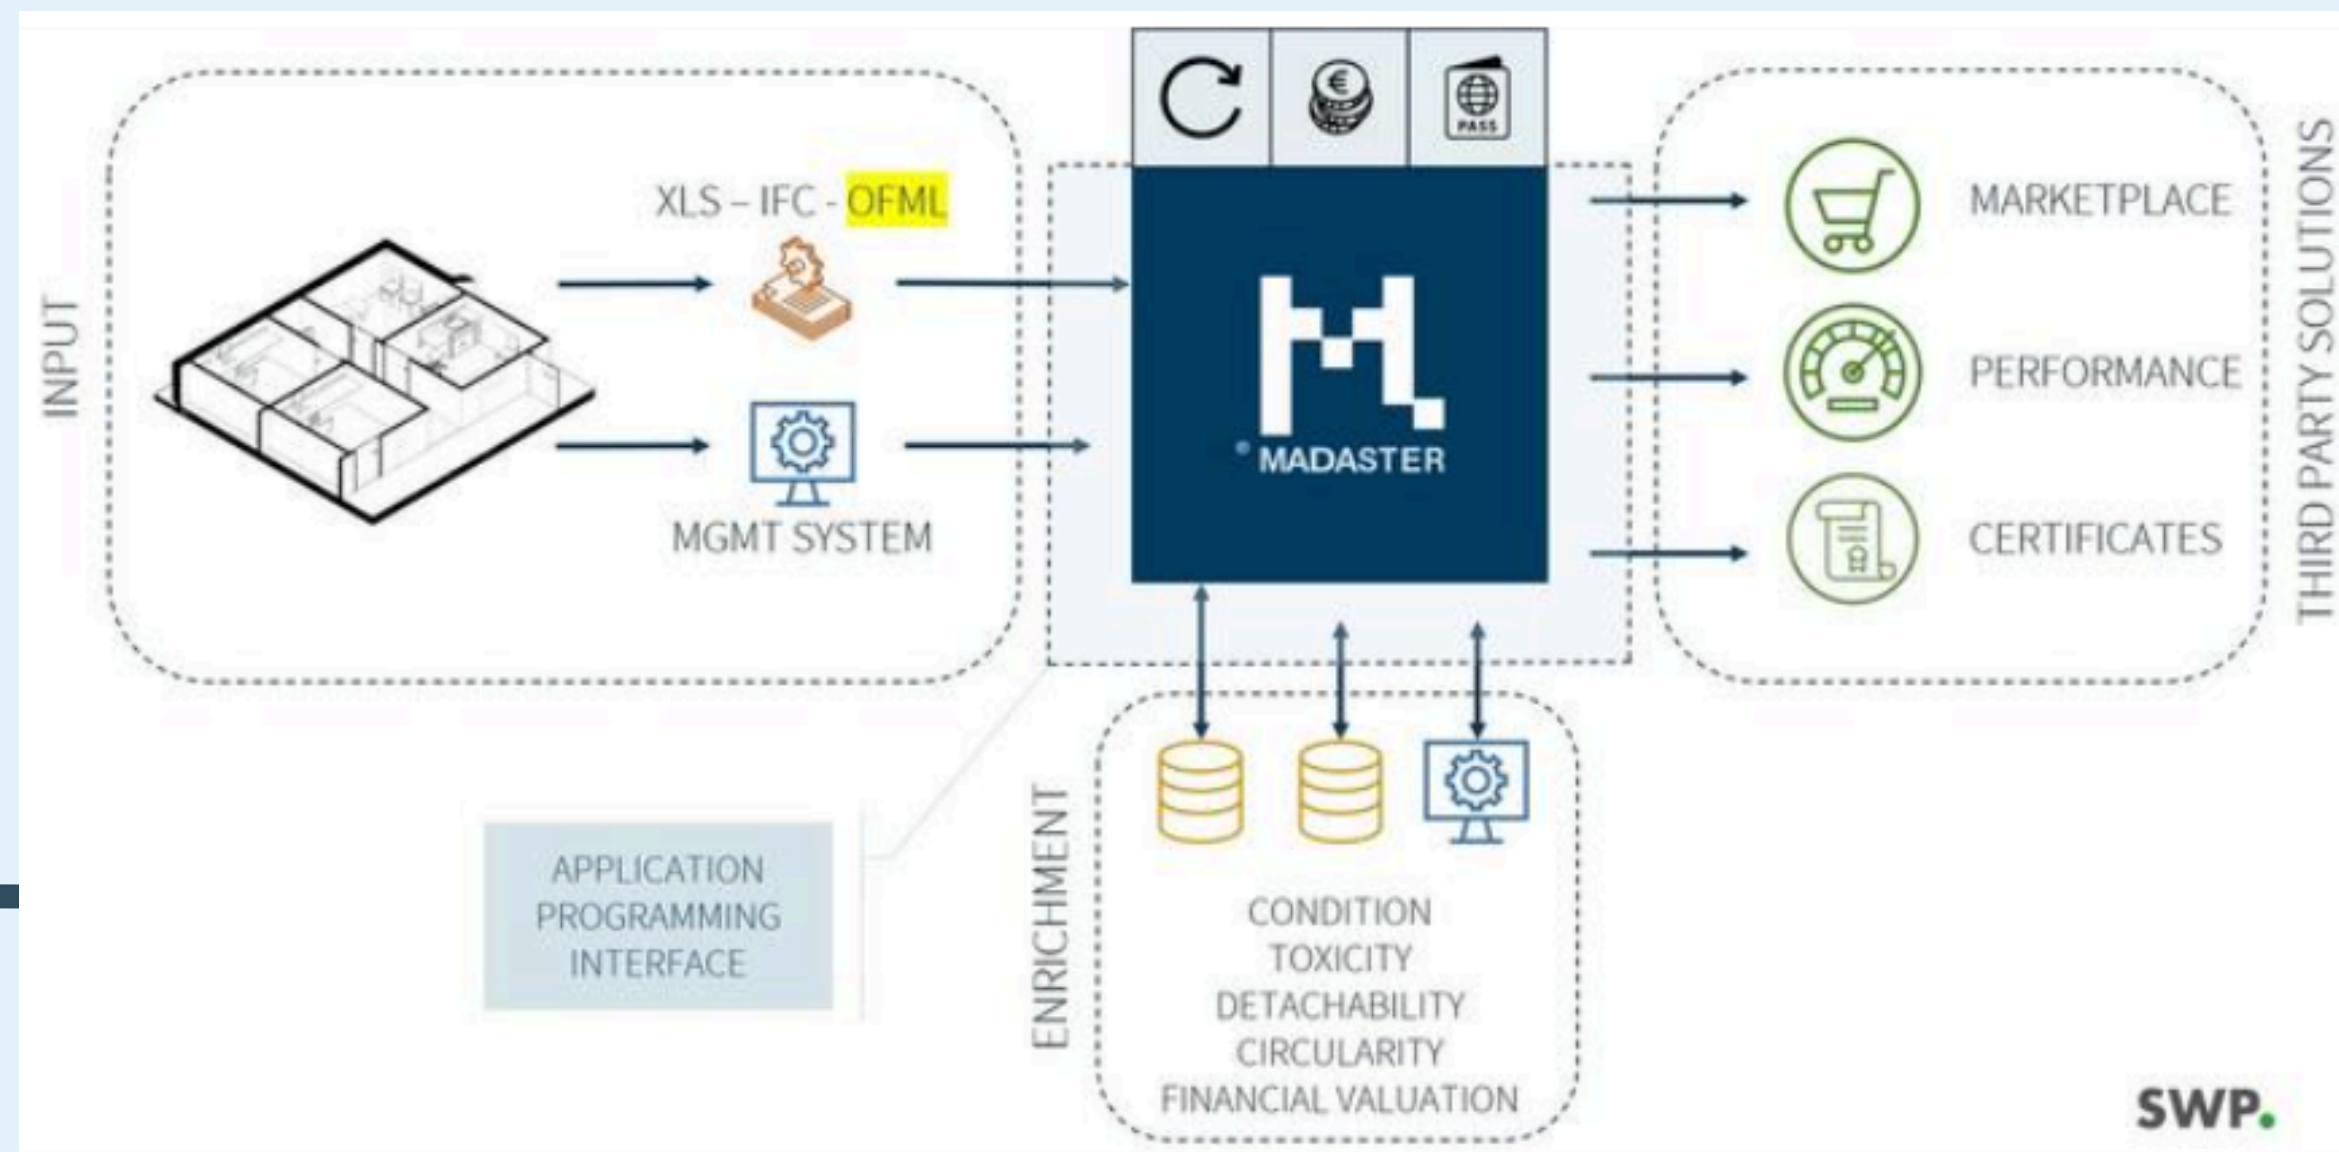 INPUT
XLS – IFC - OFML
MGMT SYSTEM
€
PASS
® MADASTER
MARKETPLACE
PERFORMANCE
CERTIFICATES
THIRD PARTY SOLUTIONS
APPLICATION
PROGRAMMING
INTERFACE
ENRICHMENT
CONDITION
TOXICITY
DETACHABILITY
CIRCULARITY
FINANCIAL VALUATION
SWP.